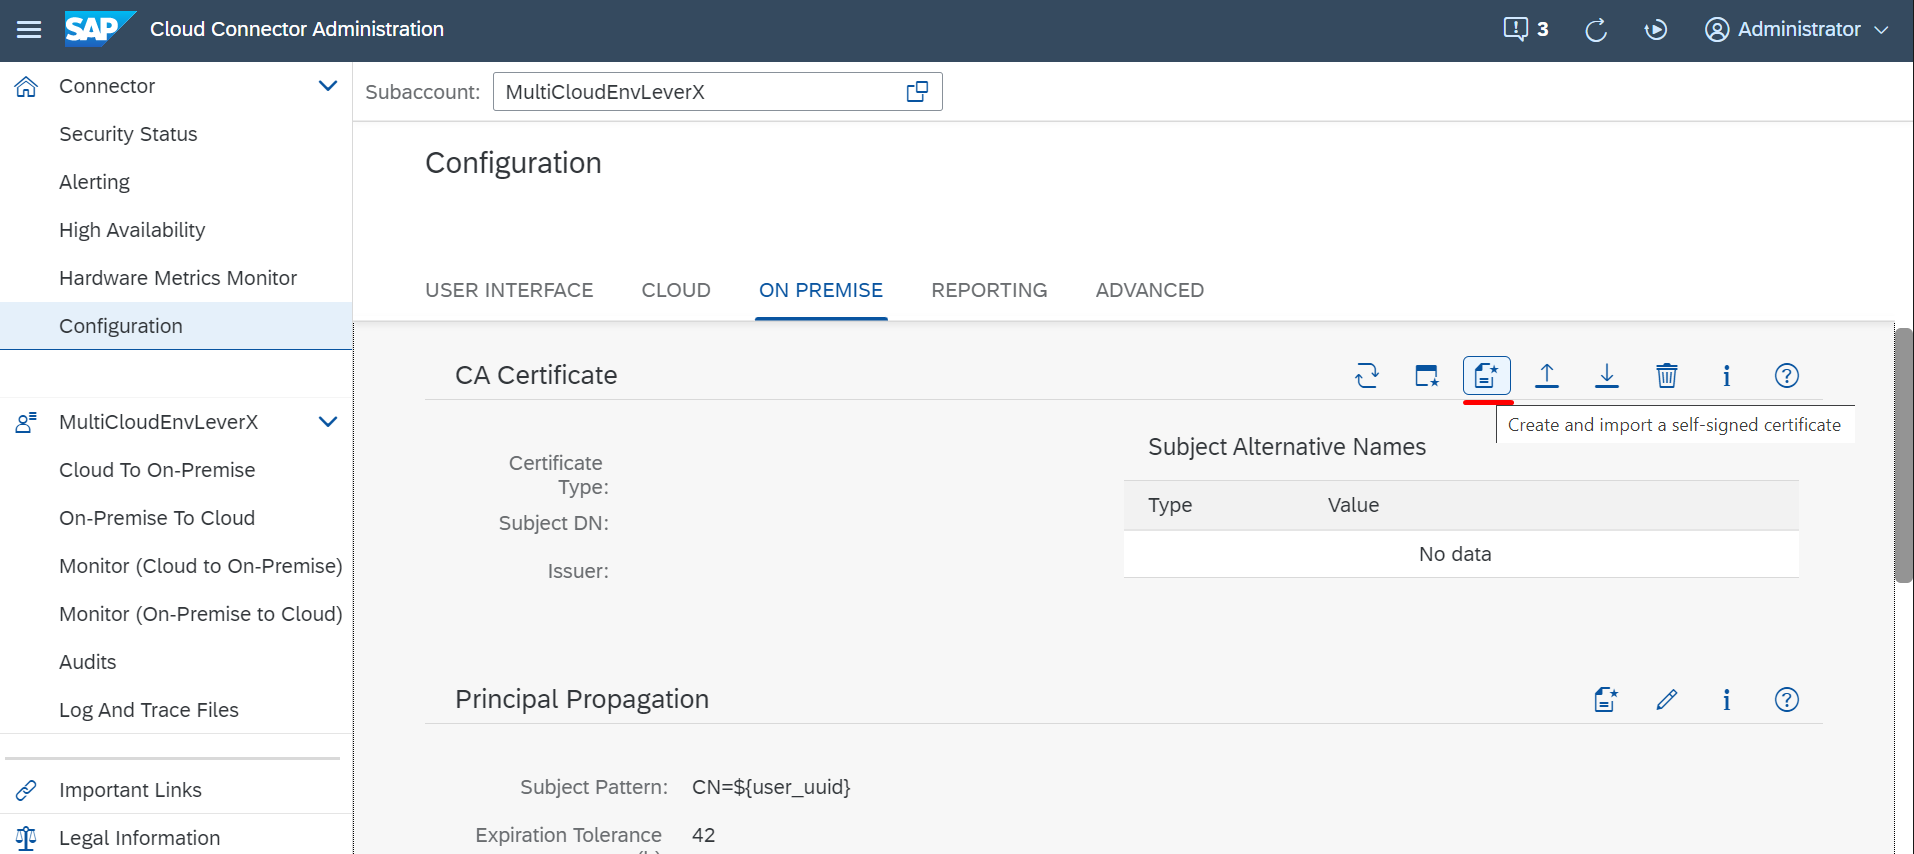 SAP Cloud Connector Administration
3
Administrator
Connector
Security Status
Alerting
High Availability
Hardware Metrics Monitor
Configuration
MultiCloudEnvLeverX
Cloud To On-Premise
On-Premise To Cloud
Monitor (Cloud to On-Premise)
Monitor (On-Premise to Cloud)
Audits
Log And Trace Files
Important Links
Legal Information
Subaccount: MultiCloudEnvLeverX
Configuration
USER INTERFACE CLOUD ON PREMISE REPORTING ADVANCED
CA Certificate
Create and import a self-signed certificate
Certificate
Type:
Subject DN:
Issuer:
Subject Alternative Names
Type Value
No data
Principal Propagation
Subject Pattern: CN=${user_uuid}
Expiration Tolerance 42